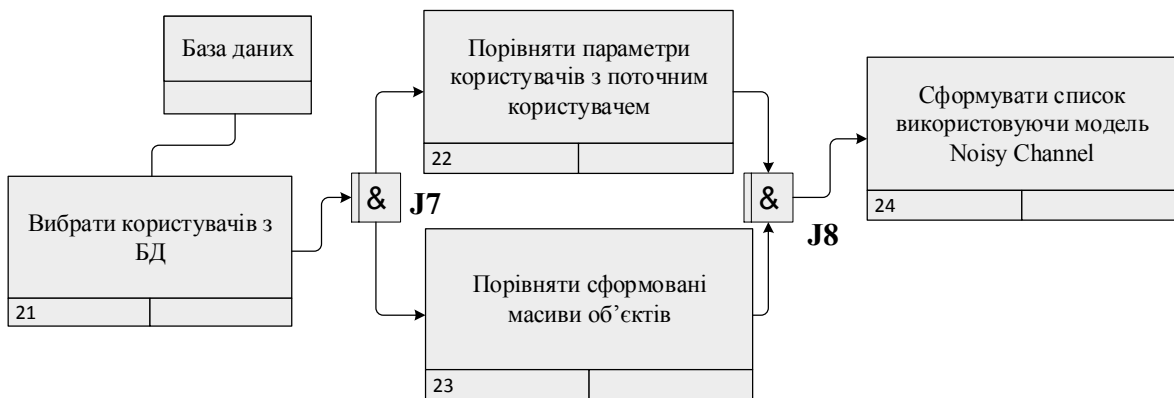 База даних
Вибрати користувачів з
БД
21
&
J7
Порівняти параметри
користувачів з поточним
користувачем
22
Порівняти сформовані
масиви об’єктів
23
&
J8
Сформувати список
використовуючи модель
Noisy Channel
24